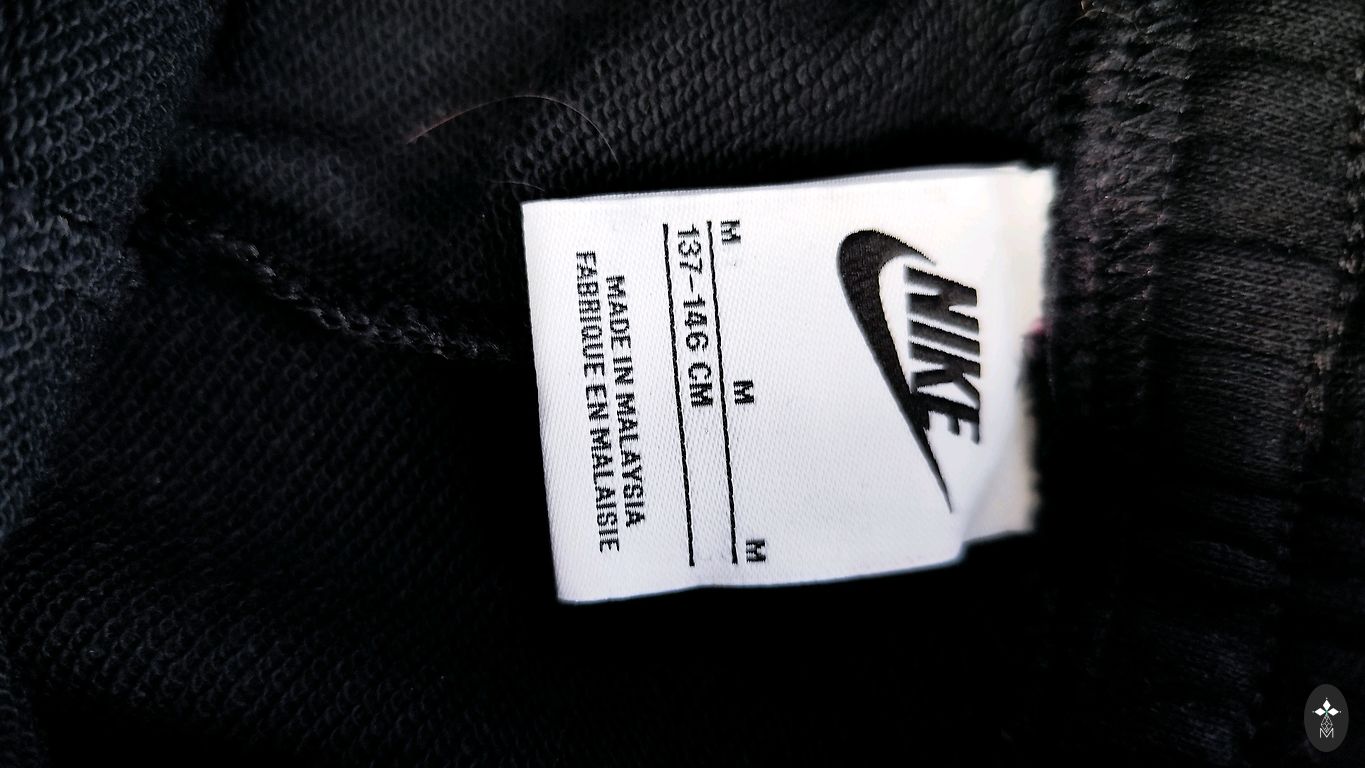 NIKE
M M M
137-146 CM
MADE IN MALAYSIA
FABRIQUE EN MALAISIE
M